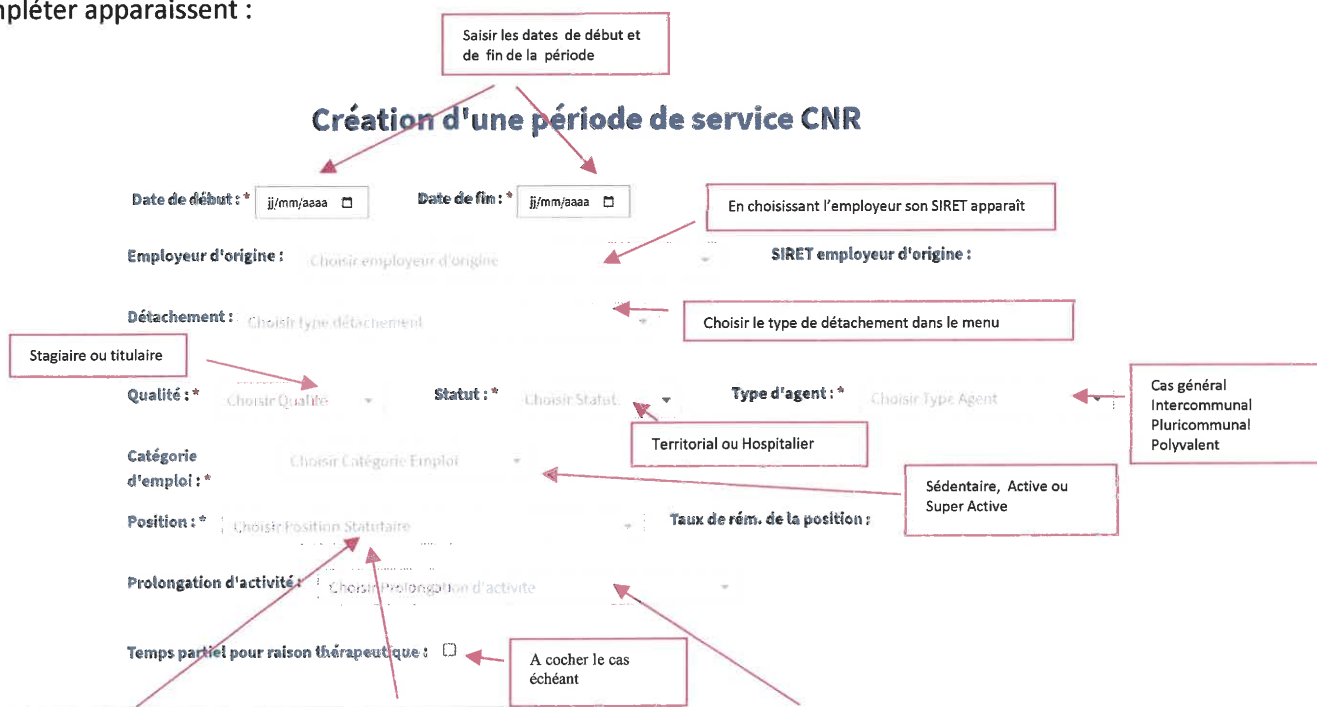 mpléter apparaissent :
Saisir les dates de début et
de fin de la période
Création d'une période de service CNR
Date de début : * jj/mm/aaaa Date de fin : * jj/mm/aaaa
En choisissant l'employeur son SIRET apparaît
Employeur d'origine : Choisir employeur d'origine SIRET employeur d'origine :
Détachement : Choisir type détachement
Choisir le type de détachement dans le menu
Stagiaire ou titulaire
Qualité : * Choisir Qualité Statut : * Choisir Statut Type d'agent : * Choisir Type Agent
Cas général
Intercommunal
Pluricommunal
Polyvalent
Territorial ou Hospitalier
Catégorie
d'emploi : * Choisir Catégorie Emploi
Sédentaire, Active ou
Super Active
Position : * Choisir Position Statutaire Taux de rém. de la position :
Prolongation d'activité : Choisir Prolongation d'activite
Temps partiel pour raison thérapeutique :
A cocher le cas
échéant